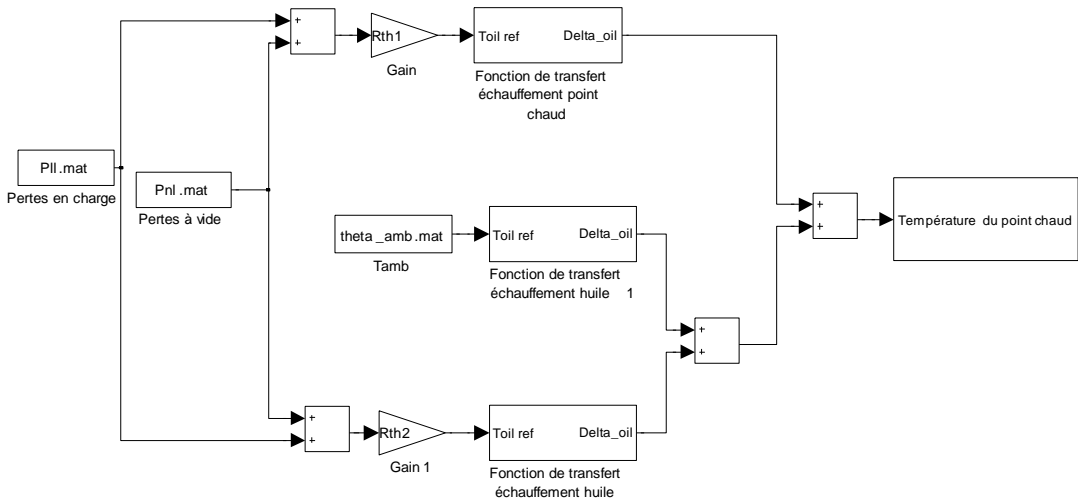 +
+
Rth1
Gain
Toil ref
Delta_oil
Fonction de transfert
échauffement point
chaud
Pll .mat
Pertes en charge
Pnl .mat
Pertes à vide
theta _amb .mat
Tamb
Toil ref
Delta_oil
Fonction de transfert
échauffement huile 1
+
+
Température du point chaud
+
+
+
+
Rth2
Gain 1
Toil ref
Delta_oil
Fonction de transfert
échauffement huile